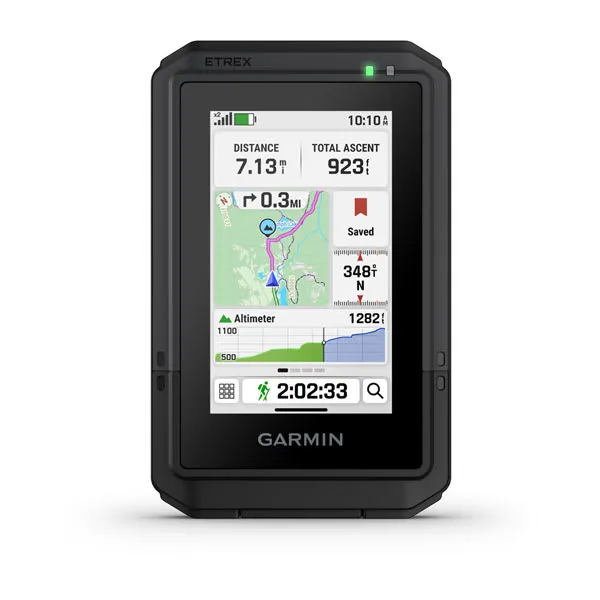 ETREX
x2
10:10 AM
DISTANCE
7.13 mi
TOTAL ASCENT
923 ft
0.3 MI
N
Saved
348°T
N
Altimeter
1282 ft
1100
500
2:02:33
GARMIN